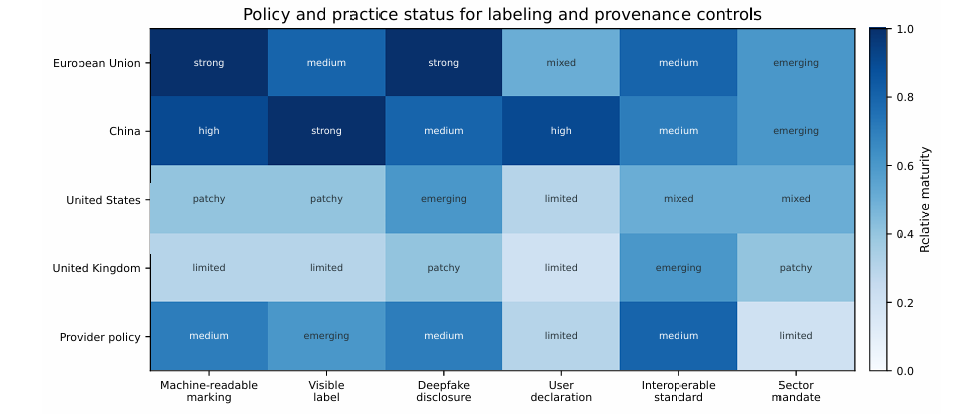 Policy and practice status for labeling and provenance controls
European Union strong medium strong mixed medium emerging
China high strong medium high medium emerging
United States patchy patchy emerging limited mixed mixed
United Kingdom limited limited patchy limited emerging patchy
Provider policy medium emerging medium limited medium limited
Machine-readable marking
Visible label
Deepfake disclosure
User declaration
Interoperable standard
Sector mandate
1.0
0.8
0.6
0.4
0.2
0.0
Relative maturity